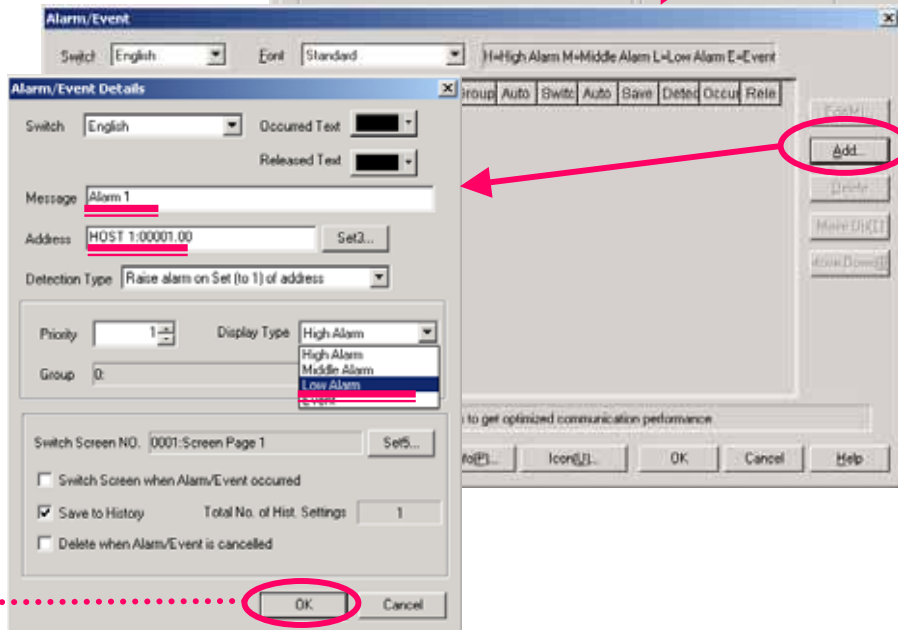 Alarm/Event
Switch English Font Standard H=High Alarm M=Middle Alarm L=Low Alarm E=Event
Group Auto Switc Auto Save Detec Occur Rele
Add...
Delete
to get optimized communication performance
Icon(U)... OK Cancel Help
Alarm/Event Details
Switch English Occurred Text
Released Text
Message Alarm 1
Address HOST 1:00001.00 Set3...
Detection Type Raise alarm on Set (to 1) of address
Priority 1 Display Type High Alarm
High Alarm
Middle Alarm
Low Alarm
Event
Group 0:
Switch Screen NO. 0001:Screen Page 1 Set5...
Switch Screen when Alarm/Event occurred
Save to History Total No. of Hist. Settings 1
Delete when Alarm/Event is cancelled
OK Cancel